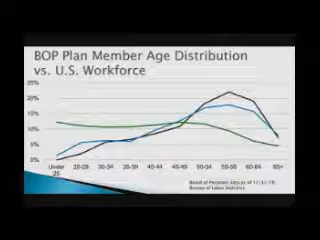 BOP Plan Member Age Distribution
vs. U.S. Workforce
25%
20%
15%
10%
5%
0%
Under 25-29 30-34 35-39 40-44 45-49 50-54 55-59 60-64 65+
25
Board of Pensions data as of 12/31/10
Bureau of Labor Statistics